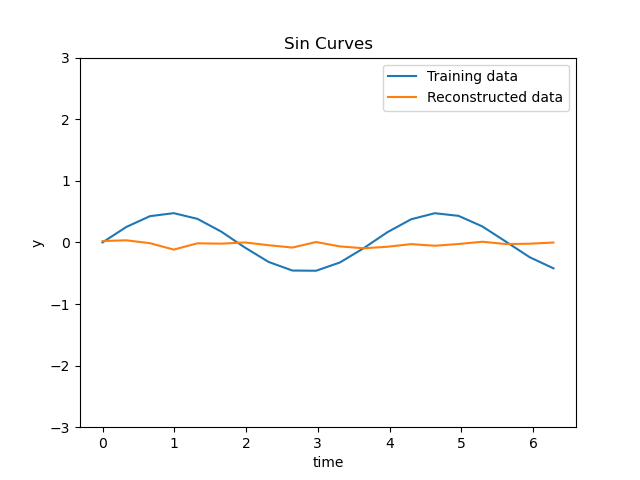 Sin Curves
Training data
Reconstructed data
3
2
1
0
−1
−2
−3
y
0 1 2 3 4 5 6
time